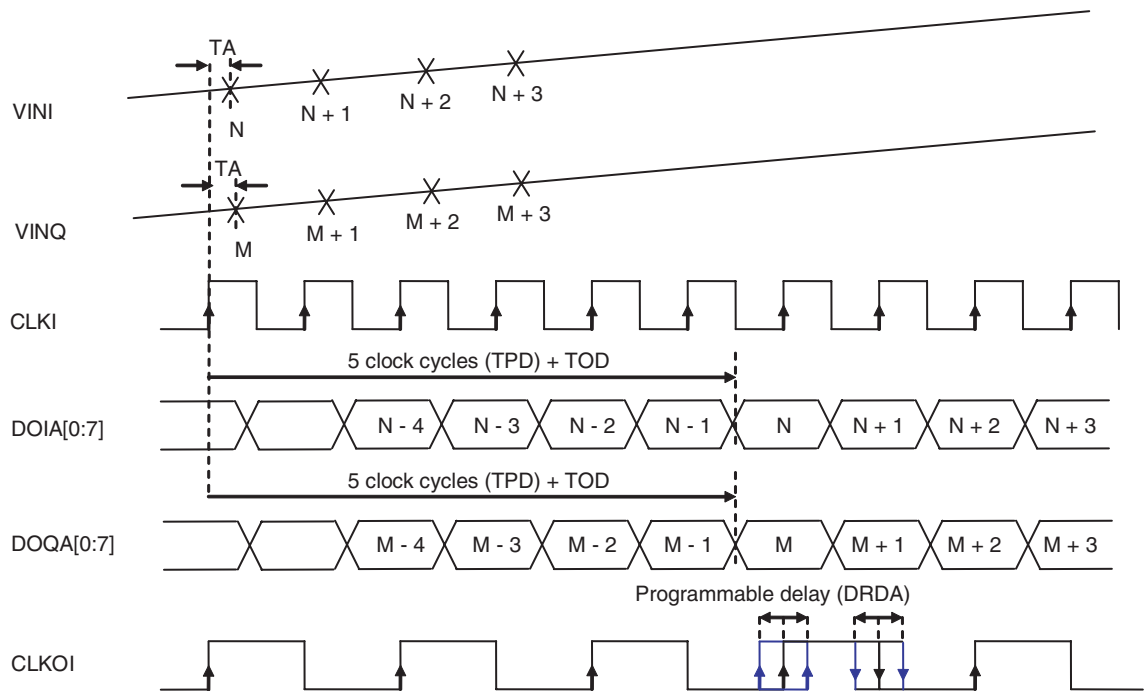 TA
VINI
N
N + 1
N + 2
N + 3
TA
VINQ
M
M + 1
M + 2
M + 3
CLKI
5 clock cycles (TPD) + TOD
DOIA[0:7]
N - 4
N - 3
N - 2
N - 1
N
N + 1
N + 2
N + 3
5 clock cycles (TPD) + TOD
DOQA[0:7]
M - 4
M - 3
M - 2
M - 1
M
M + 1
M + 2
M + 3
Programmable delay (DRDA)
CLKOI